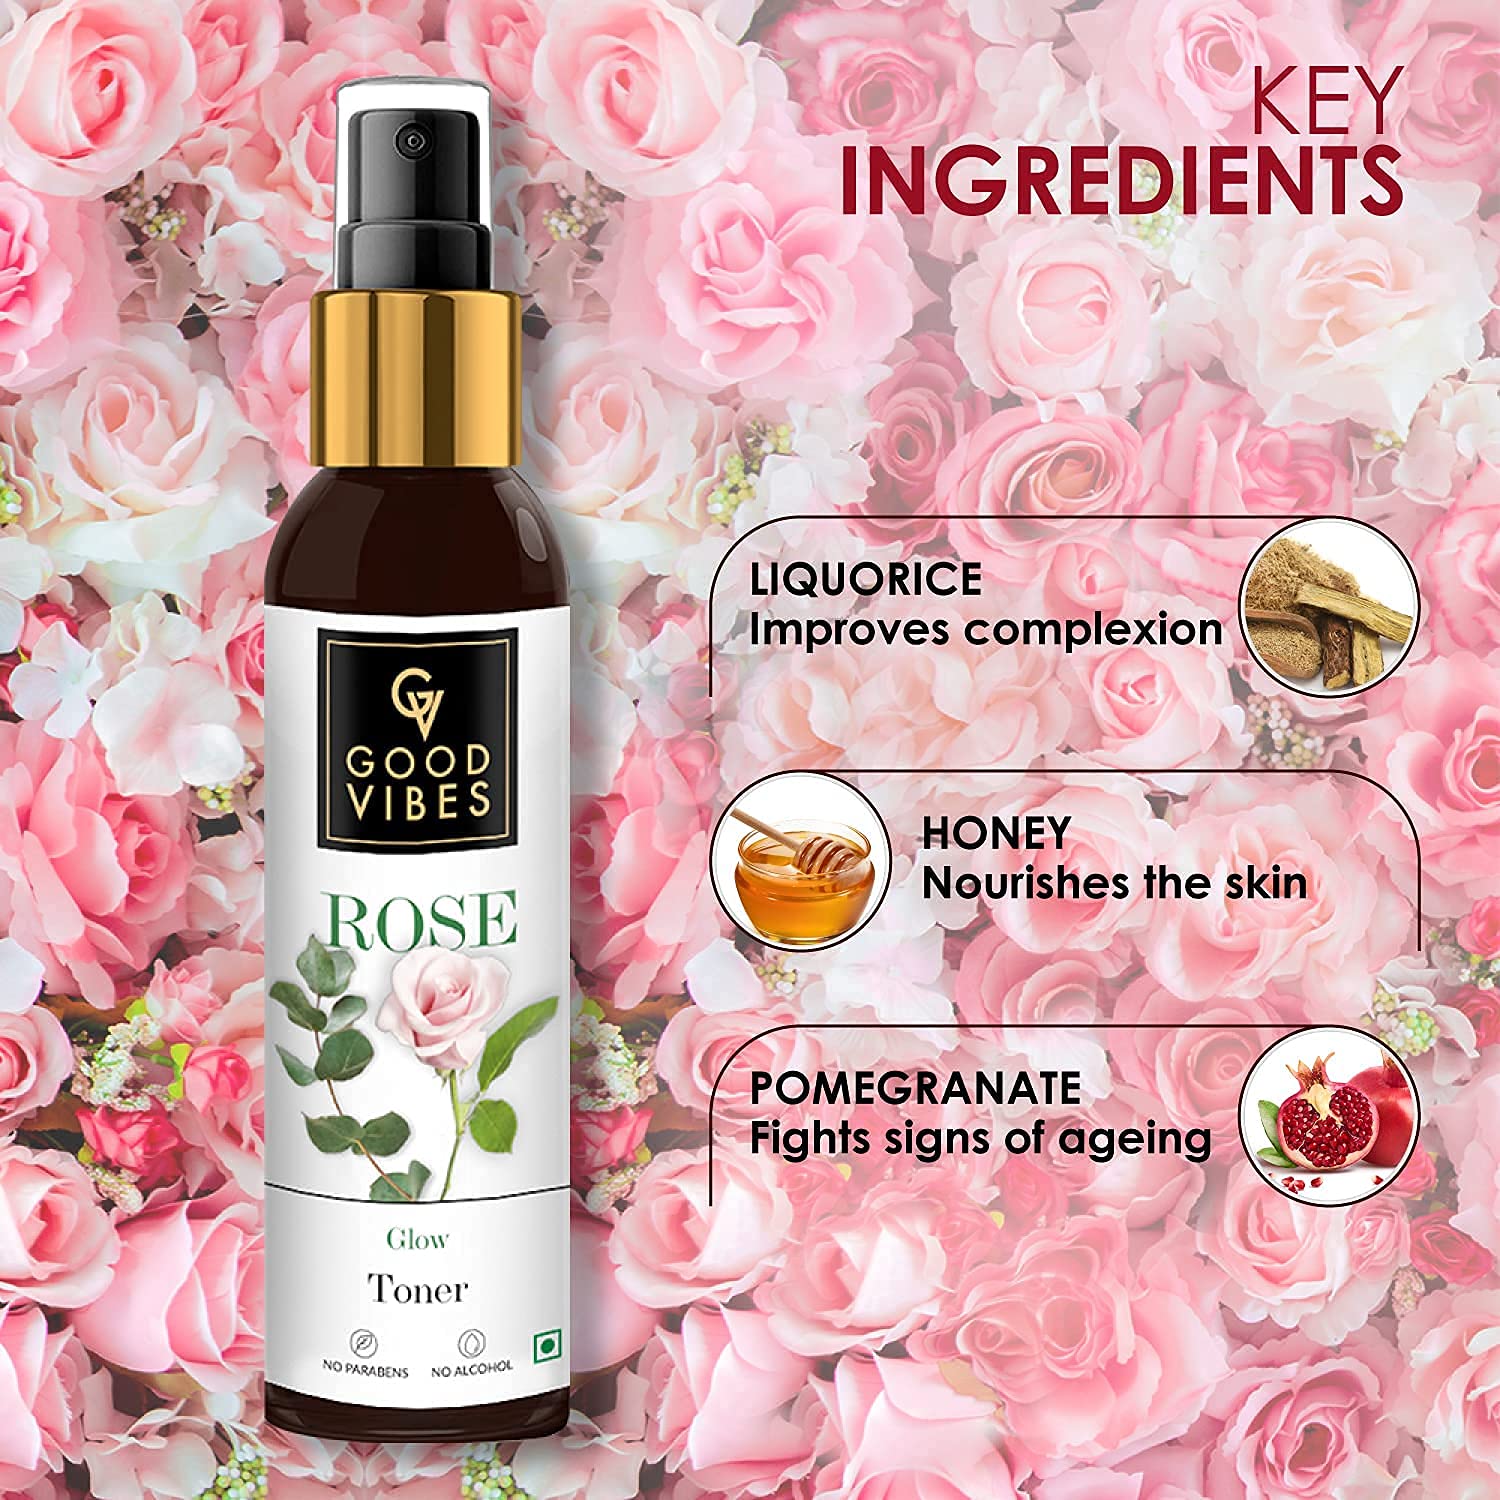 KEY
INGREDIENTS
LIQUORICE
Improves complexion
HONEY
Nourishes the skin
POMEGRANATE
Fights signs of ageing
GV
GOOD
VIBES
ROSE
Glow
Toner
NO PARABENS NO ALCOHOL